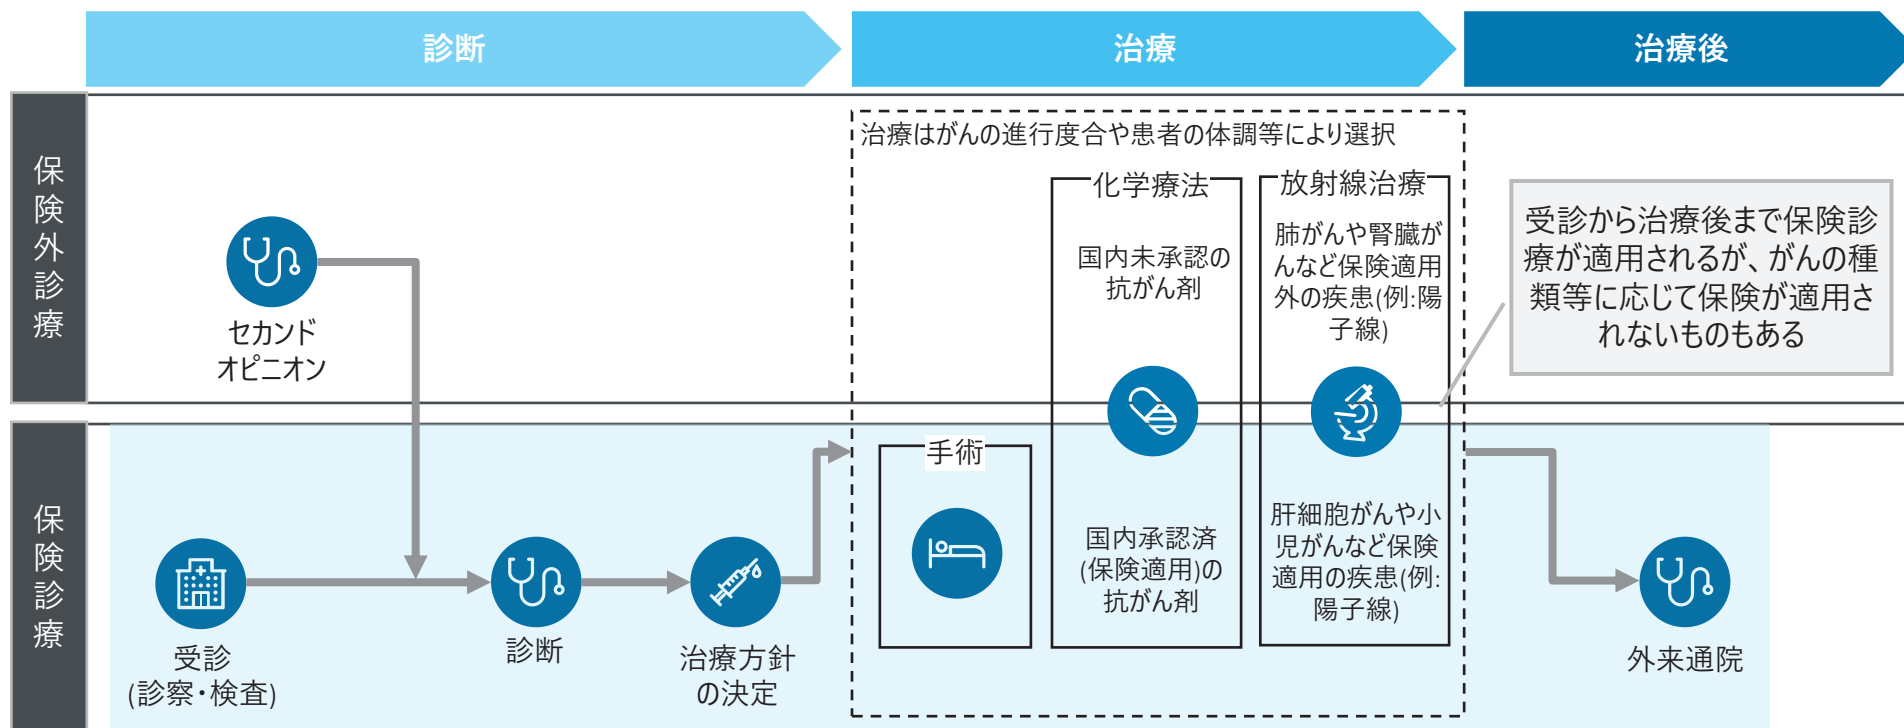 診断
治療
治療後
保険外診療
治療はがんの進行度合や患者の体調等により選択
セカンド
オピニオン
化学療法
国内未承認の
抗がん剤
放射線治療
肺がんや腎臓が
んなど保険適用
外の疾患(例:陽
子線)
受診から治療後まで保険診
療が適用されるが、がんの種
類等に応じて保険が適用さ
れないものもある
保険診療
受診
(診察・検査)
診断
治療方針
の決定
手術
国内承認済
(保険適用)の
抗がん剤
肝細胞がんや小
児がんなど保険
適用の疾患(例:
陽子線)
外来通院